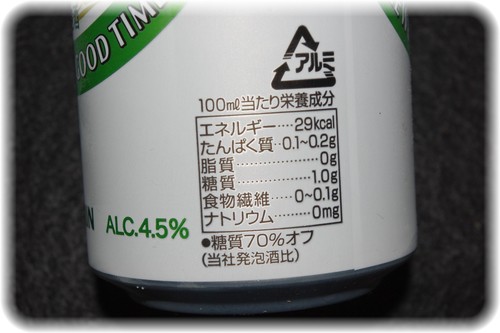 GOOD TIME
アルミ
100ml当たり栄養成分
エネルギー……29kcal
たんぱく質‥0.1~0.2g
脂質…………………0g
糖質………………1.0g
食物繊維……0~0.1g
ナトリウム………0mg
ALC.4.5%
●糖質70%オフ
(当社発泡酒比)